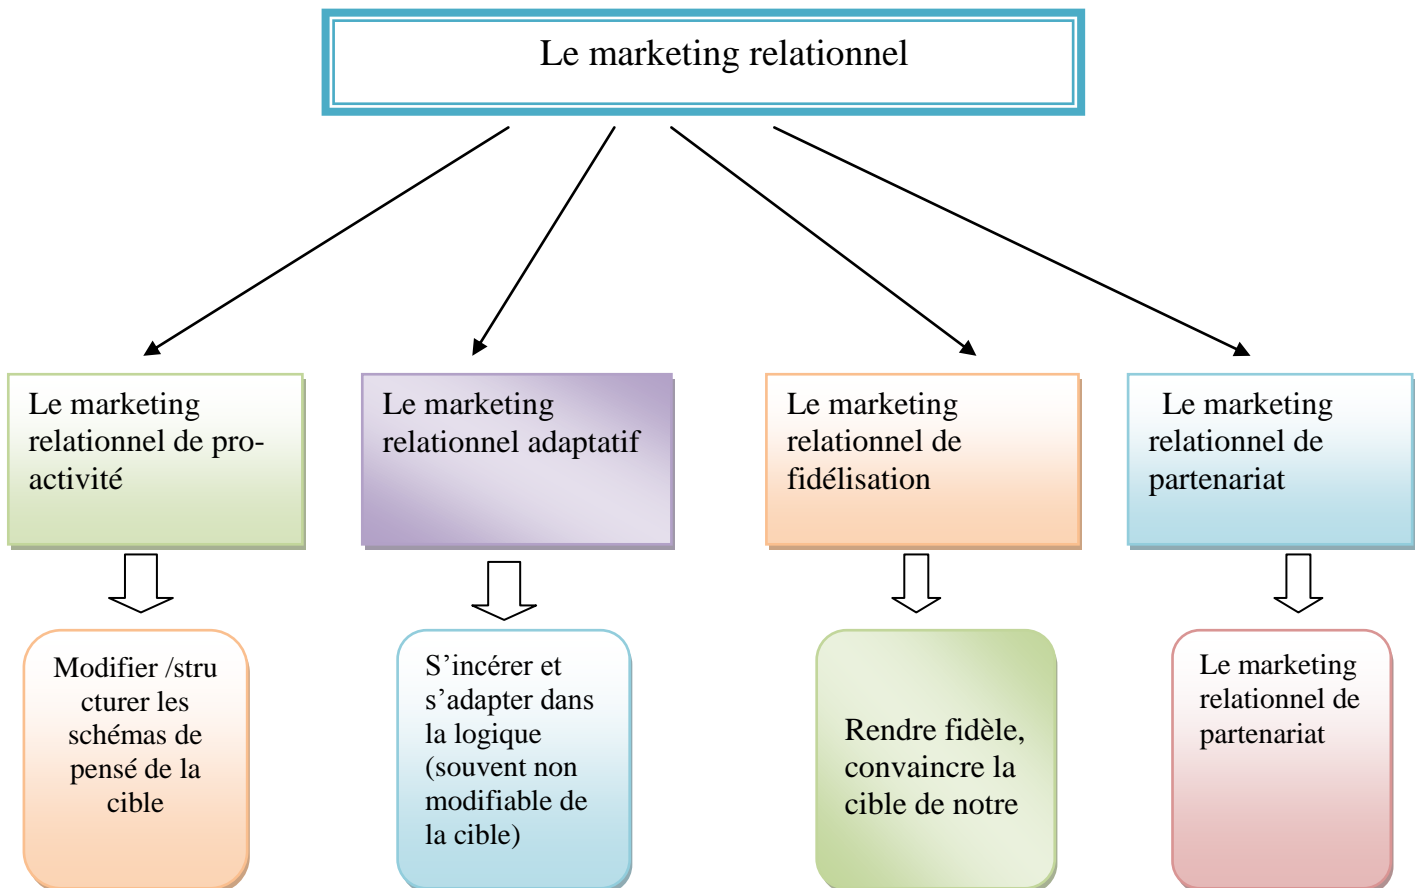 Le marketing relationnel
Le marketing
relationnel de pro-
activité
Le marketing
relationnel adaptatif
Le marketing
relationnel de
fidélisation
Le marketing
relationnel de
partenariat
Modifier /stru
cturer les
schémas de
pensé de la
cible
S’incérer et
s’adapter dans
la logique
(souvent non
modifiable de
la cible)
Rendre fidèle,
convaincre la
cible de notre
Le marketing
relationnel de
partenariat